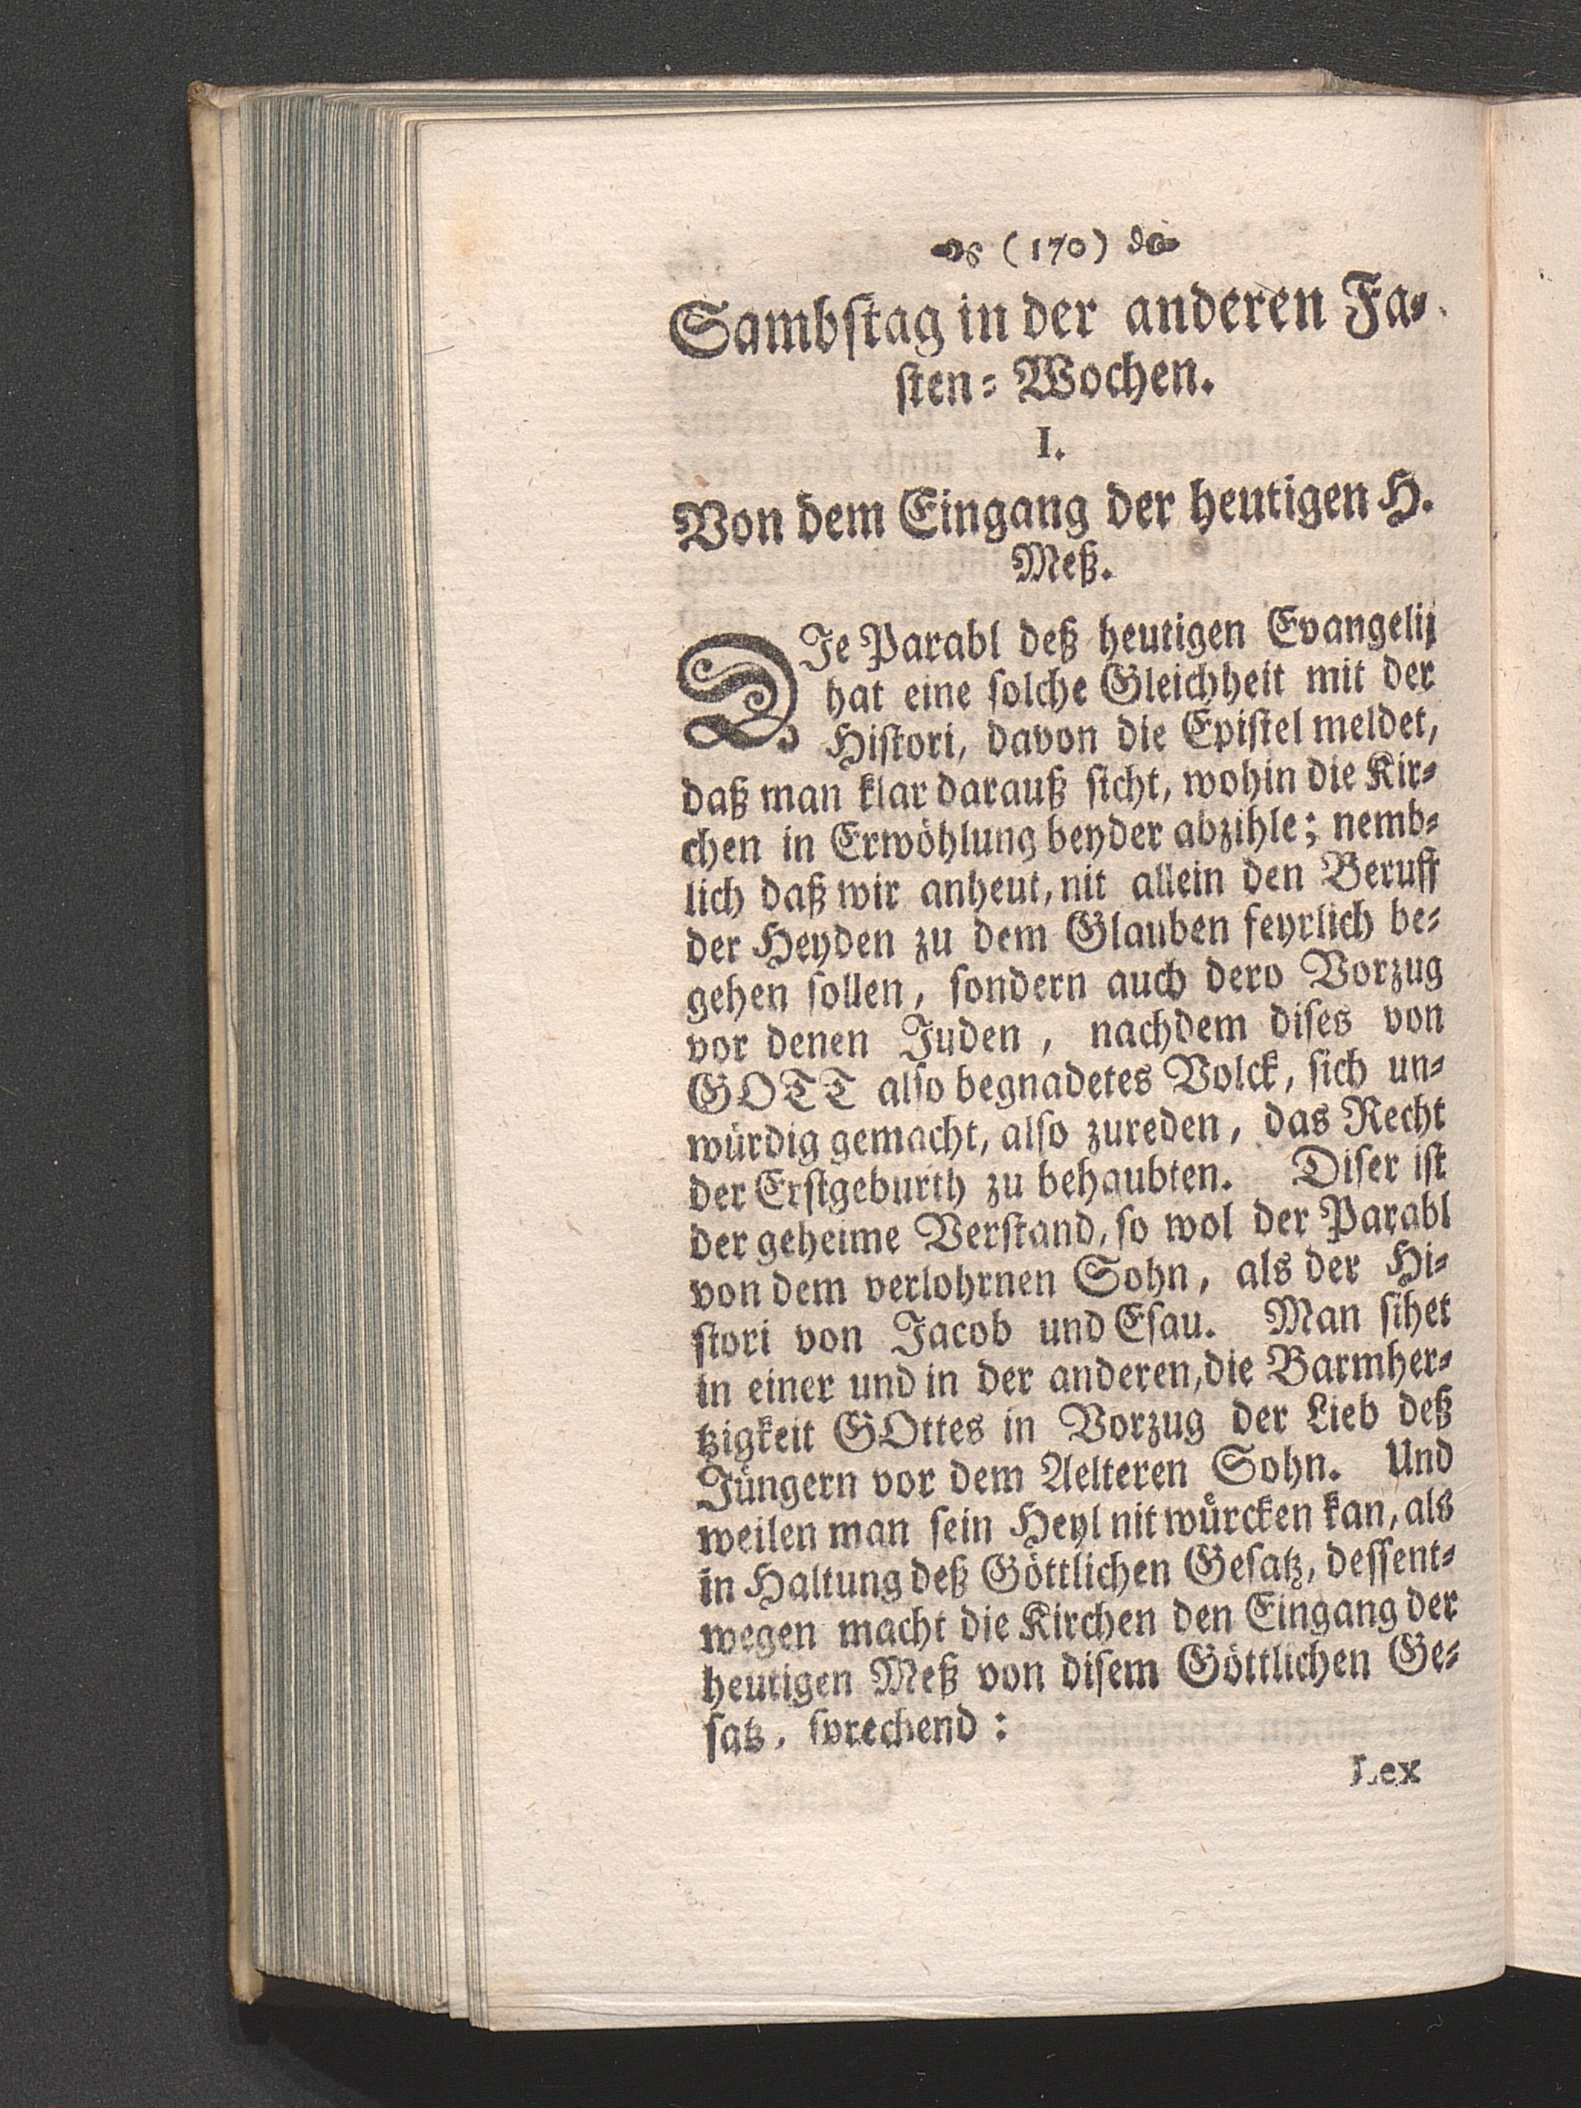 (170)
Sambſtag in der anderen Fa⸗
ſten⸗Wochen.
I.
Von dem Eingang der heutigen H.
Meß.
DIe Parabl deß heutigen Evangelij
hat eine ſolche Gleichheit mit der
Hiſtori, davon die Epiſtel meldet,
daß man klar darauß ſicht, wohin die Kir⸗
chen in Erwöhlung beyder abzihle; nemb⸗
lich daß wir anheut, nit allein den Beruff
der Heyden zu dem Glauben feyrlich be⸗
gehen ſollen, ſondern auch dero Vorzug
vor denen Juden, nachdem diſes von
GOTT alſo begnadetes Volck, ſich un⸗
würdig gemacht, alſo zureden, das Recht
der Erſtgeburth zu behaubten. Diſer iſt
der geheime Verſtand, ſo wol der Parabl
von dem verlohrnen Sohn, als der Hi⸗
ſtori von Jacob und Eſau. Man ſihet
in einer und in der anderen, die Barmher⸗
tzigkeit GOttes in Vorzug der Lieb deß
Jüngern vor dem Aelteren Sohn. Und
weilen man ſein Heyl nit würcken kan, als
in Haltung deß Göttlichen Geſatz, deſſent⸗
wegen macht die Kirchen den Eingang der
heutigen Meß von diſem Göttlichen Ge⸗
ſatz, ſprechend:
Lex